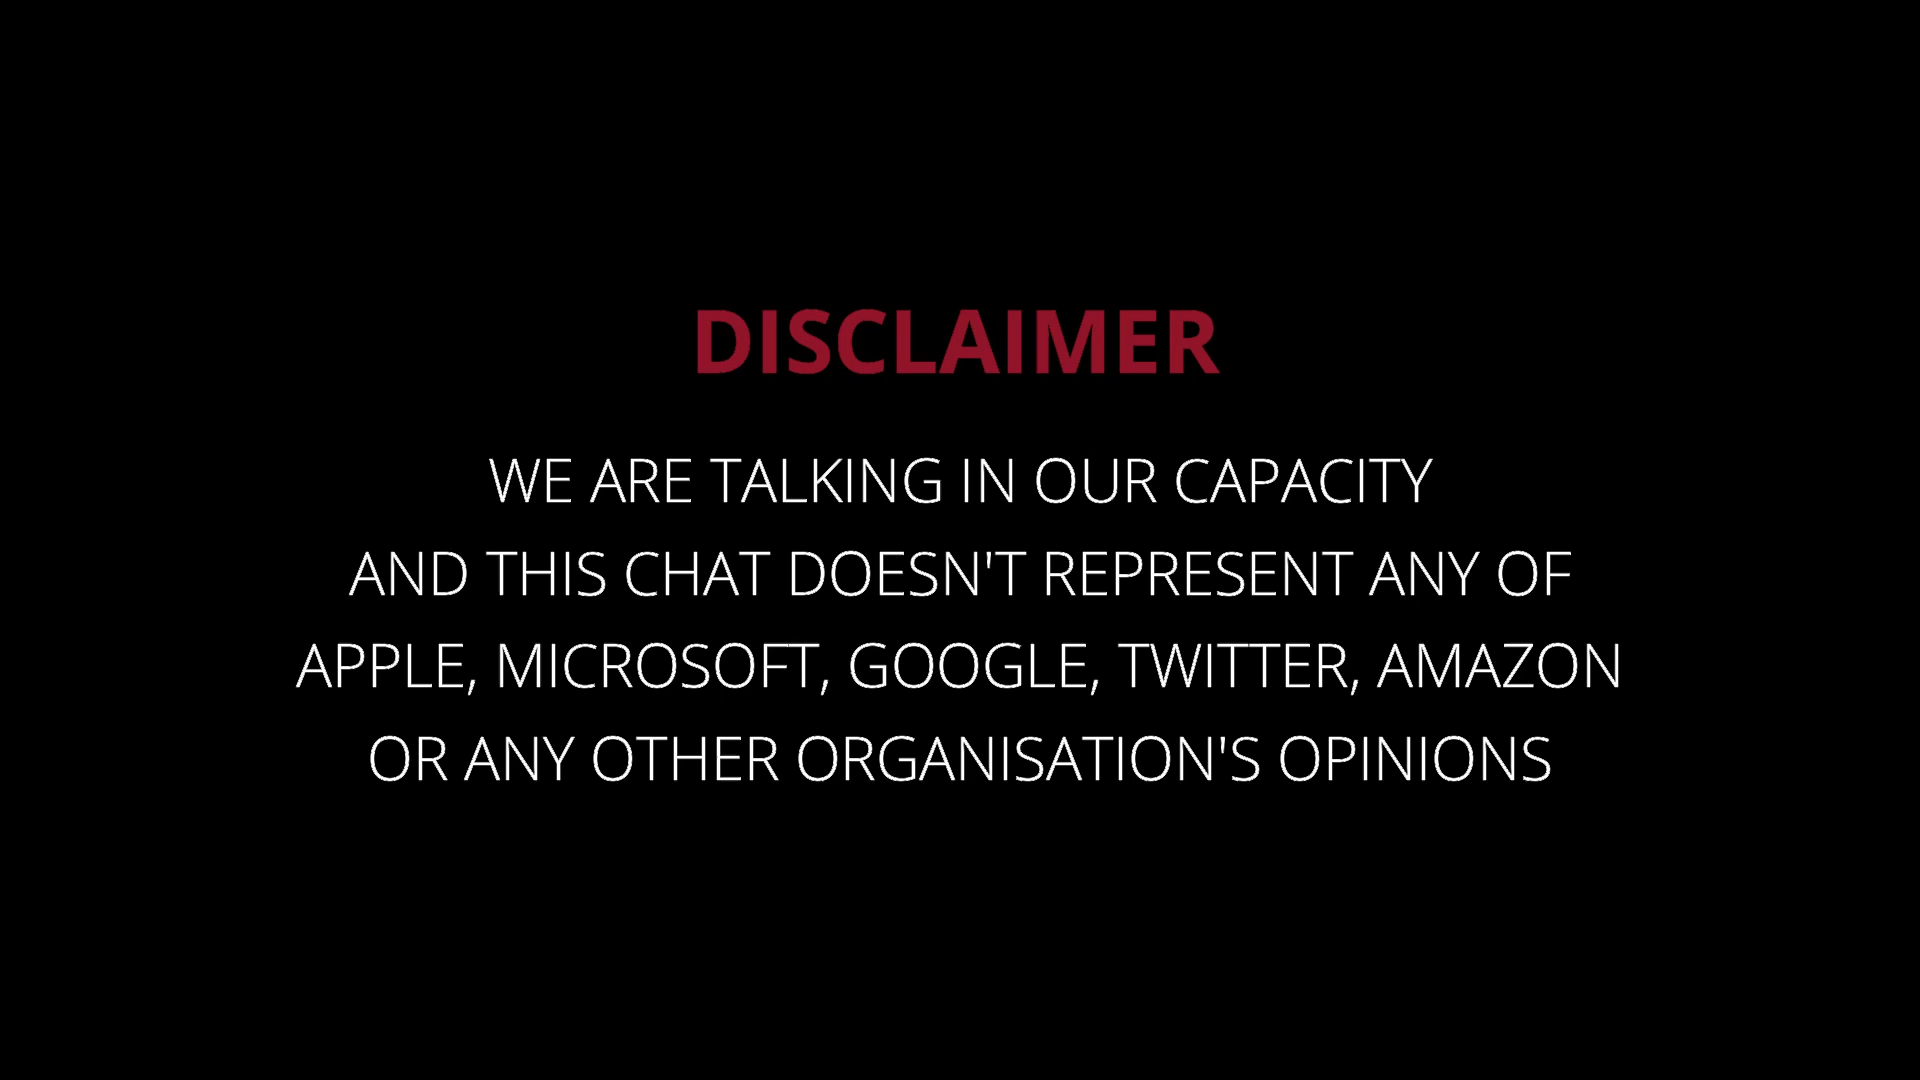 DISCLAIMER
WE ARE TALKING IN OUR CAPACITY
AND THIS CHAT DOESN'T REPRESENT ANY OF
APPLE, MICROSOFT, GOOGLE, TWITTER, AMAZON
OR ANY OTHER ORGANISATION'S OPINIONS